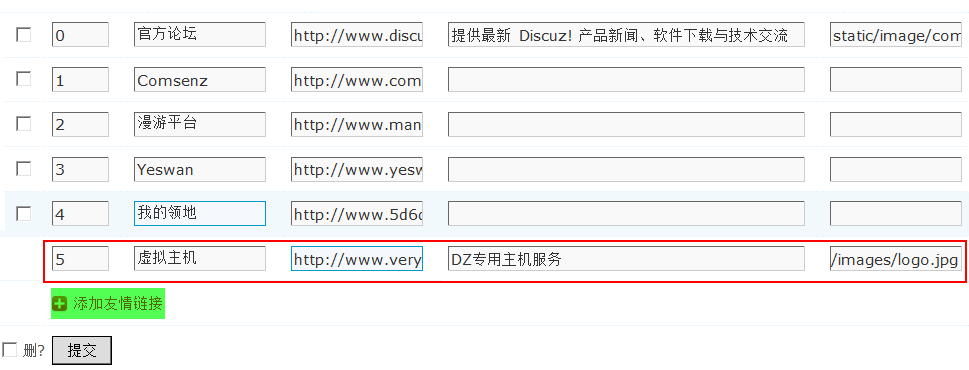 0 官方论坛 http://www.discu 提供最新 Discuz! 产品新闻、软件下载与技术交流 static/image/com
1 Comsenz http://www.com
2 漫游平台 http://www.man
3 Yeswan http://www.yesw
4 我的领地 http://www.5d6d
5 虚拟主机 http://www.very DZ专用主机服务 /images/logo.jpg
添加友情链接
删? 提交